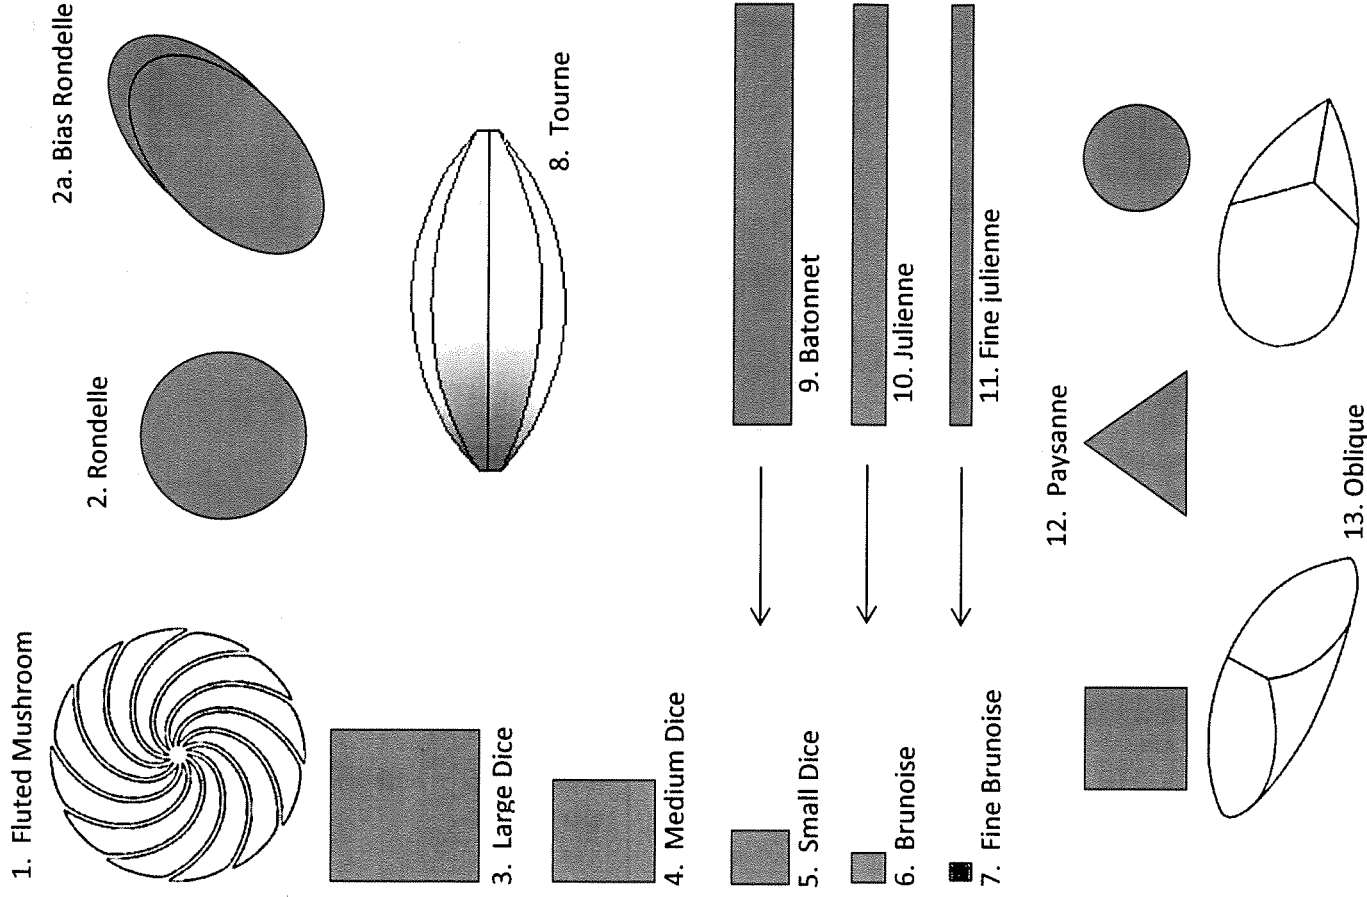 1. Fluted Mushroom
2. Rondelle
2a. Bias Rondelle
3. Large Dice
8. Tourne
4. Medium Dice
5. Small Dice
9. Batonnet
6. Brunoise
10. Julienne
7. Fine Brunoise
11. Fine julienne
12. Paysanne
13. Oblique